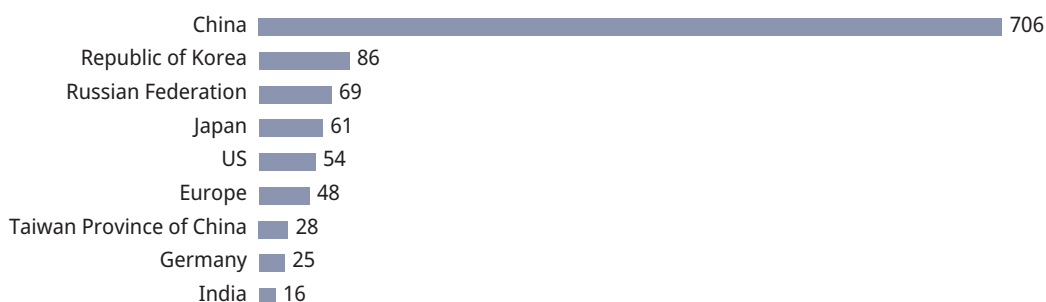 China 706
Republic of Korea 86
Russian Federation 69
Japan 61
US 54
Europe 48
Taiwan Province of China 28
Germany 25
India 16